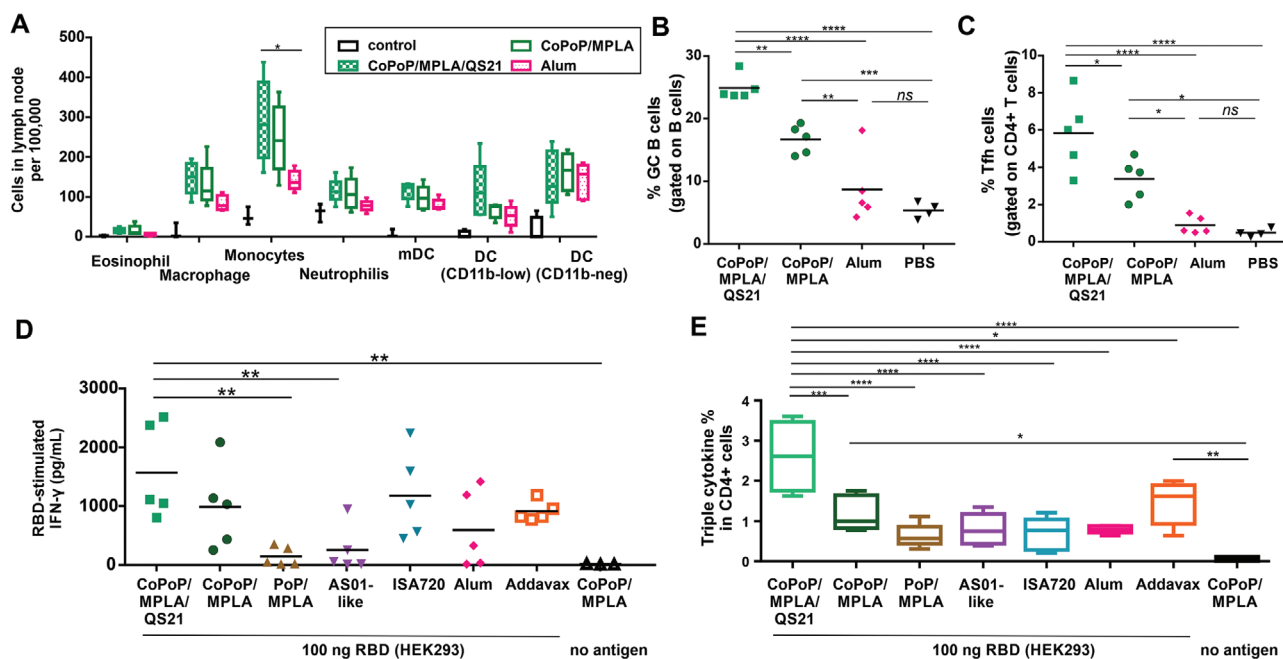 A
Cells in lymph node
per 100,000
500
400
300
200
100
0
*
control
CoPoP/MPLA
CoPoP/MPLA/QS21
Alum
Eosinophil
Macrophage
Monocytes
Neutrophilis
mDC
DC
(CD11b-low)
DC
(CD11b-neg)
B
% GC B cells
(gated on B cells)
30
20
10
0
****
****
**
***
**
ns
CoPoP/
MPLA/
QS21
CoPoP/
MPLA
Alum
PBS
C
% Tfh cells
(gated on CD4+ T cells)
10
8
6
4
2
0
****
****
*
*
*
ns
CoPoP/
MPLA/
QS21
CoPoP/
MPLA
Alum
PBS
D
RBD-stimulated
IFN-γ (pg/mL)
3000
2000
1000
0
**
**
**
CoPoP/
MPLA/
QS21
CoPoP/
MPLA
PoP/
MPLA
AS01-
like
ISA720
Alum
Addavax
CoPoP/
MPLA
100 ng RBD (HEK293)
no antigen
E
Triple cytokine %
in CD4+ cells
4
3
2
1
0
****
*
****
****
****
****
***
*
**
CoPoP/
MPLA/
QS21
CoPoP/
MPLA
PoP/
MPLA
AS01-
like
ISA720
Alum
Addavax
CoPoP/
MPLA
100 ng RBD (HEK293)
no antigen